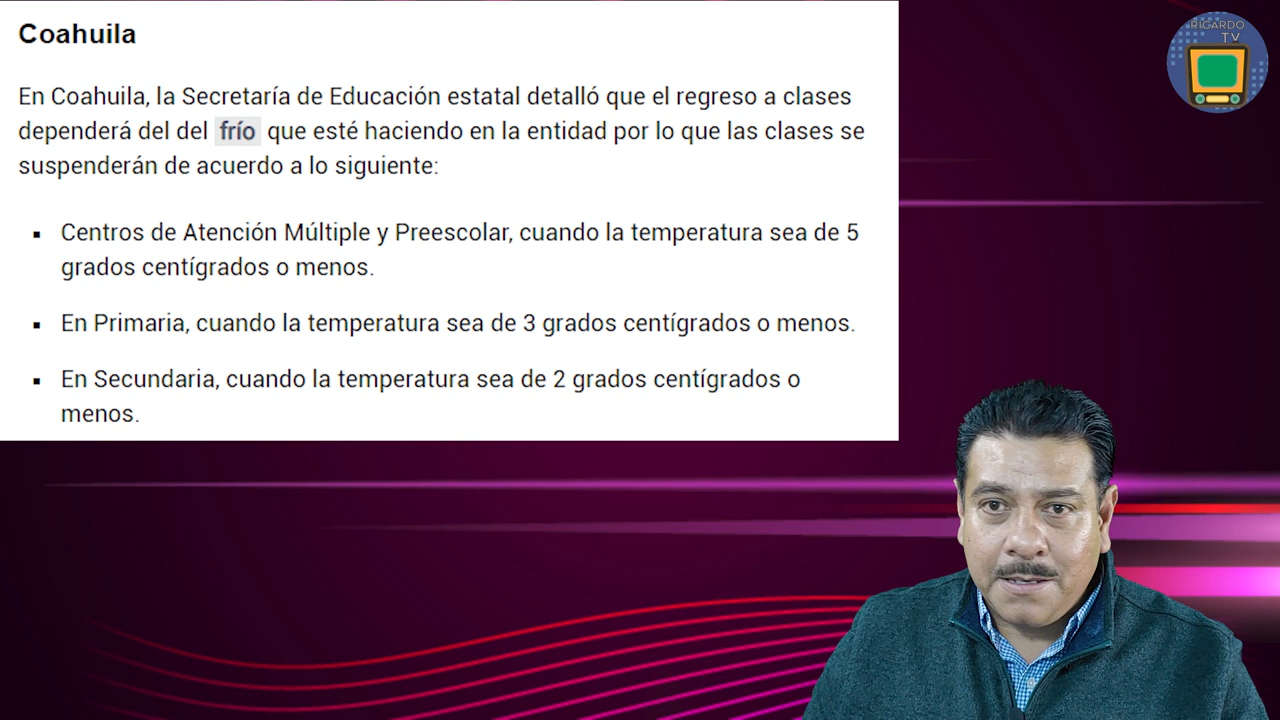 Coahuila
En Coahuila, la Secretaría de Educación estatal detalló que el regreso a clases
dependerá del del frío que esté haciendo en la entidad por lo que las clases se
suspenderán de acuerdo a lo siguiente:
▪ Centros de Atención Múltiple y Preescolar, cuando la temperatura sea de 5
grados centígrados o menos.
▪ En Primaria, cuando la temperatura sea de 3 grados centígrados o menos.
▪ En Secundaria, cuando la temperatura sea de 2 grados centígrados o
menos.
RICARDO
TV